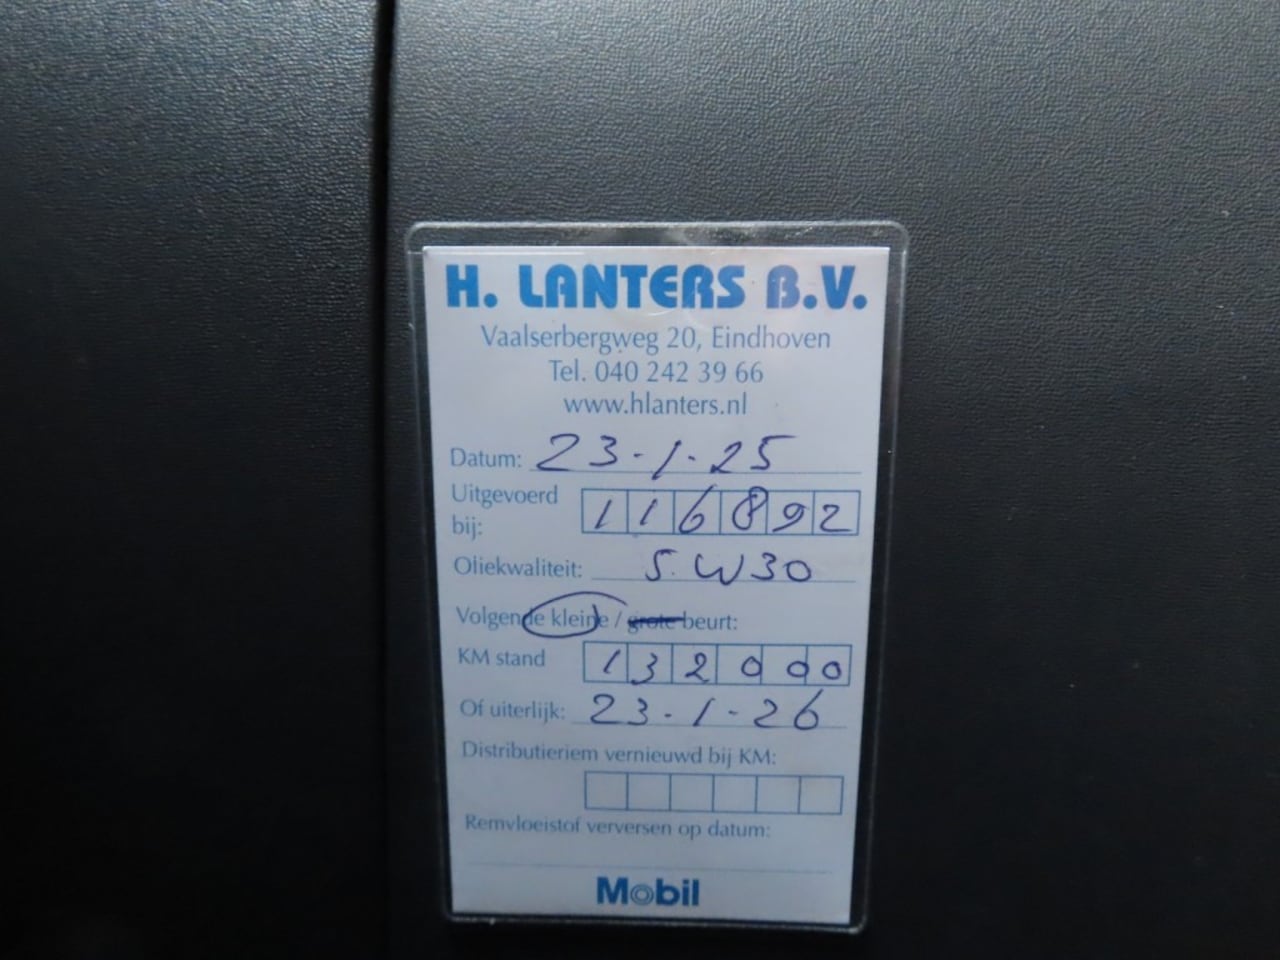 H. LANTERS B.V.
Vaalserbergweg 20, Eindhoven
Tel. 040 242 39 66
www.hlanters.nl
Datum: 23-1-25
Uitgevoerd
bij: 116892
Oliekwaliteit: 5.W30
Volgende kleine / grote beurt:
KM stand 132000
Of uiterlijk: 23-1-26
Distributieriem vernieuwd bij KM:
Remvloeistof verversen op datum:
Mobil